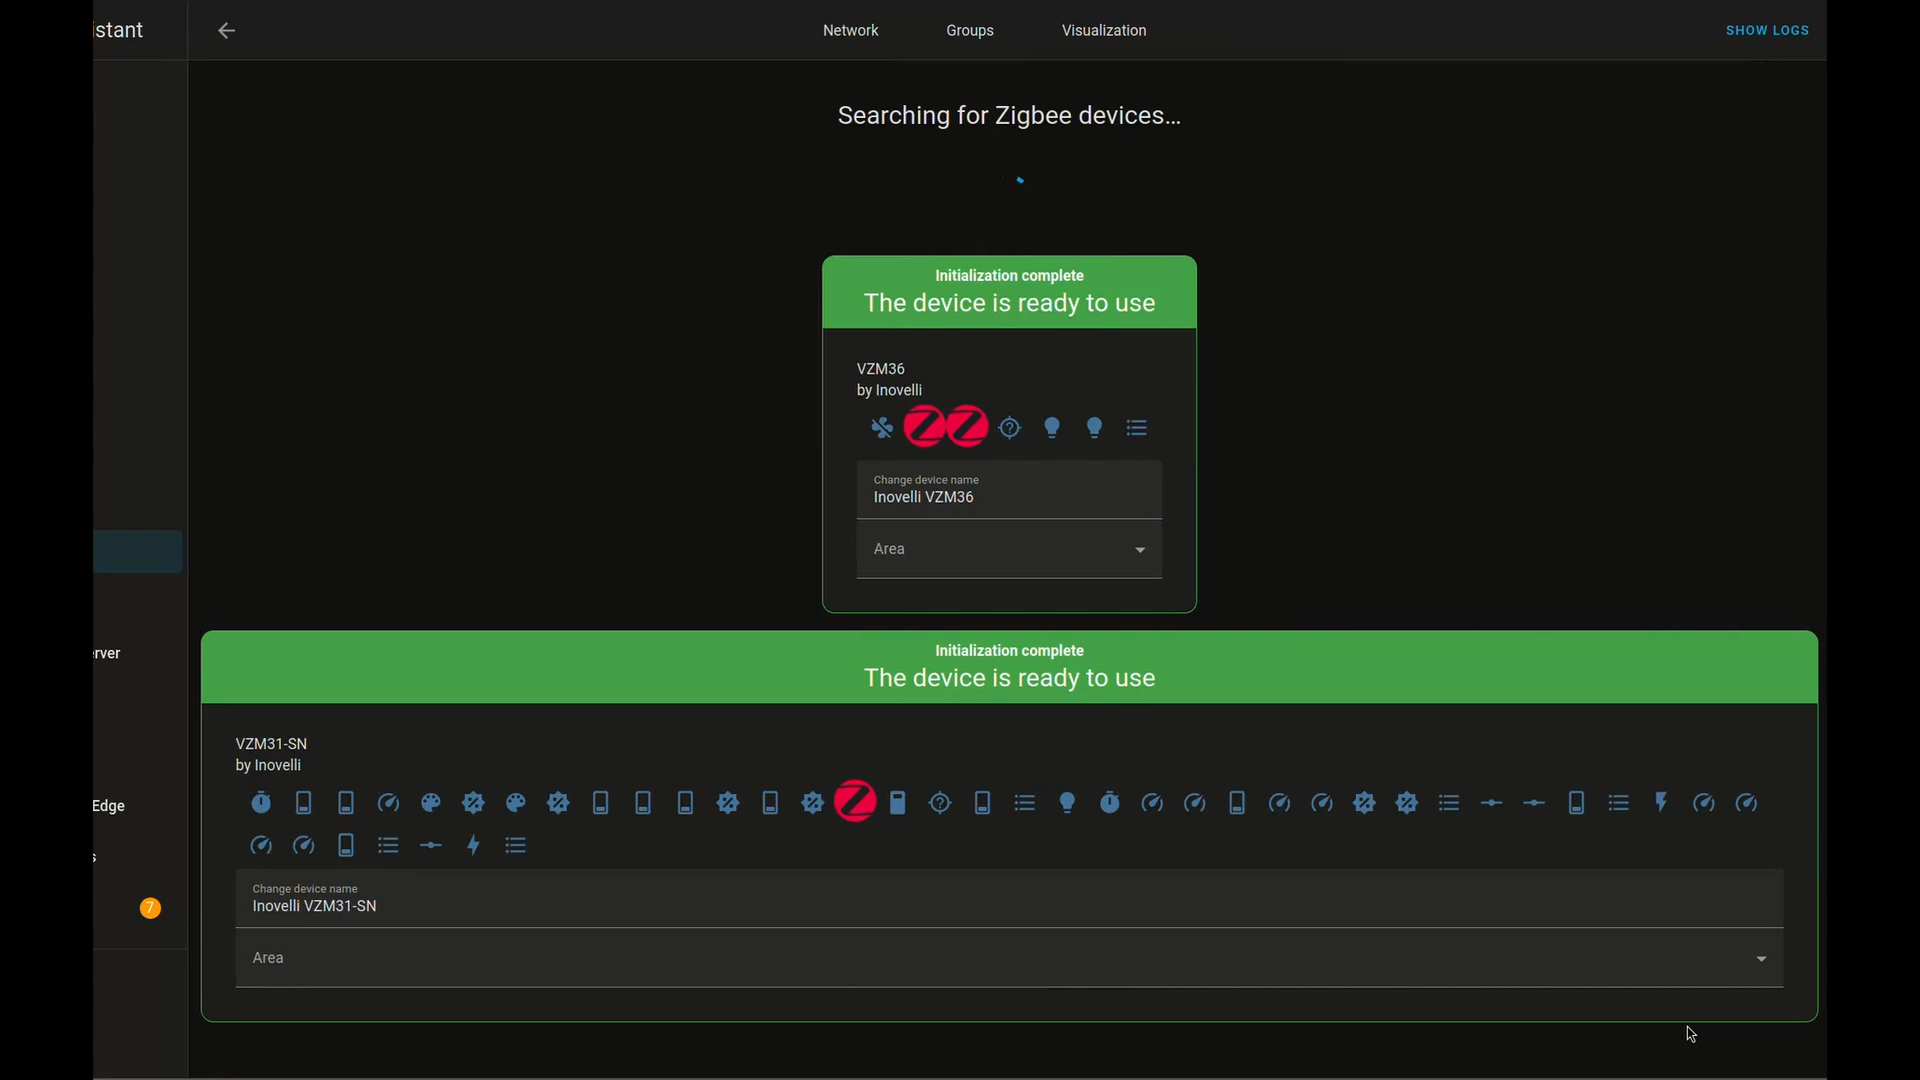 istant
Network
Groups
Visualization
SHOW LOGS
Searching for Zigbee devices...
Initialization complete
The device is ready to use
VZM36
by Inovelli
Change device name
Inovelli VZM36
Area
Initialization complete
The device is ready to use
VZM31-SN
by Inovelli
Change device name
Inovelli VZM31-SN
Area
erver
Edge
s
7